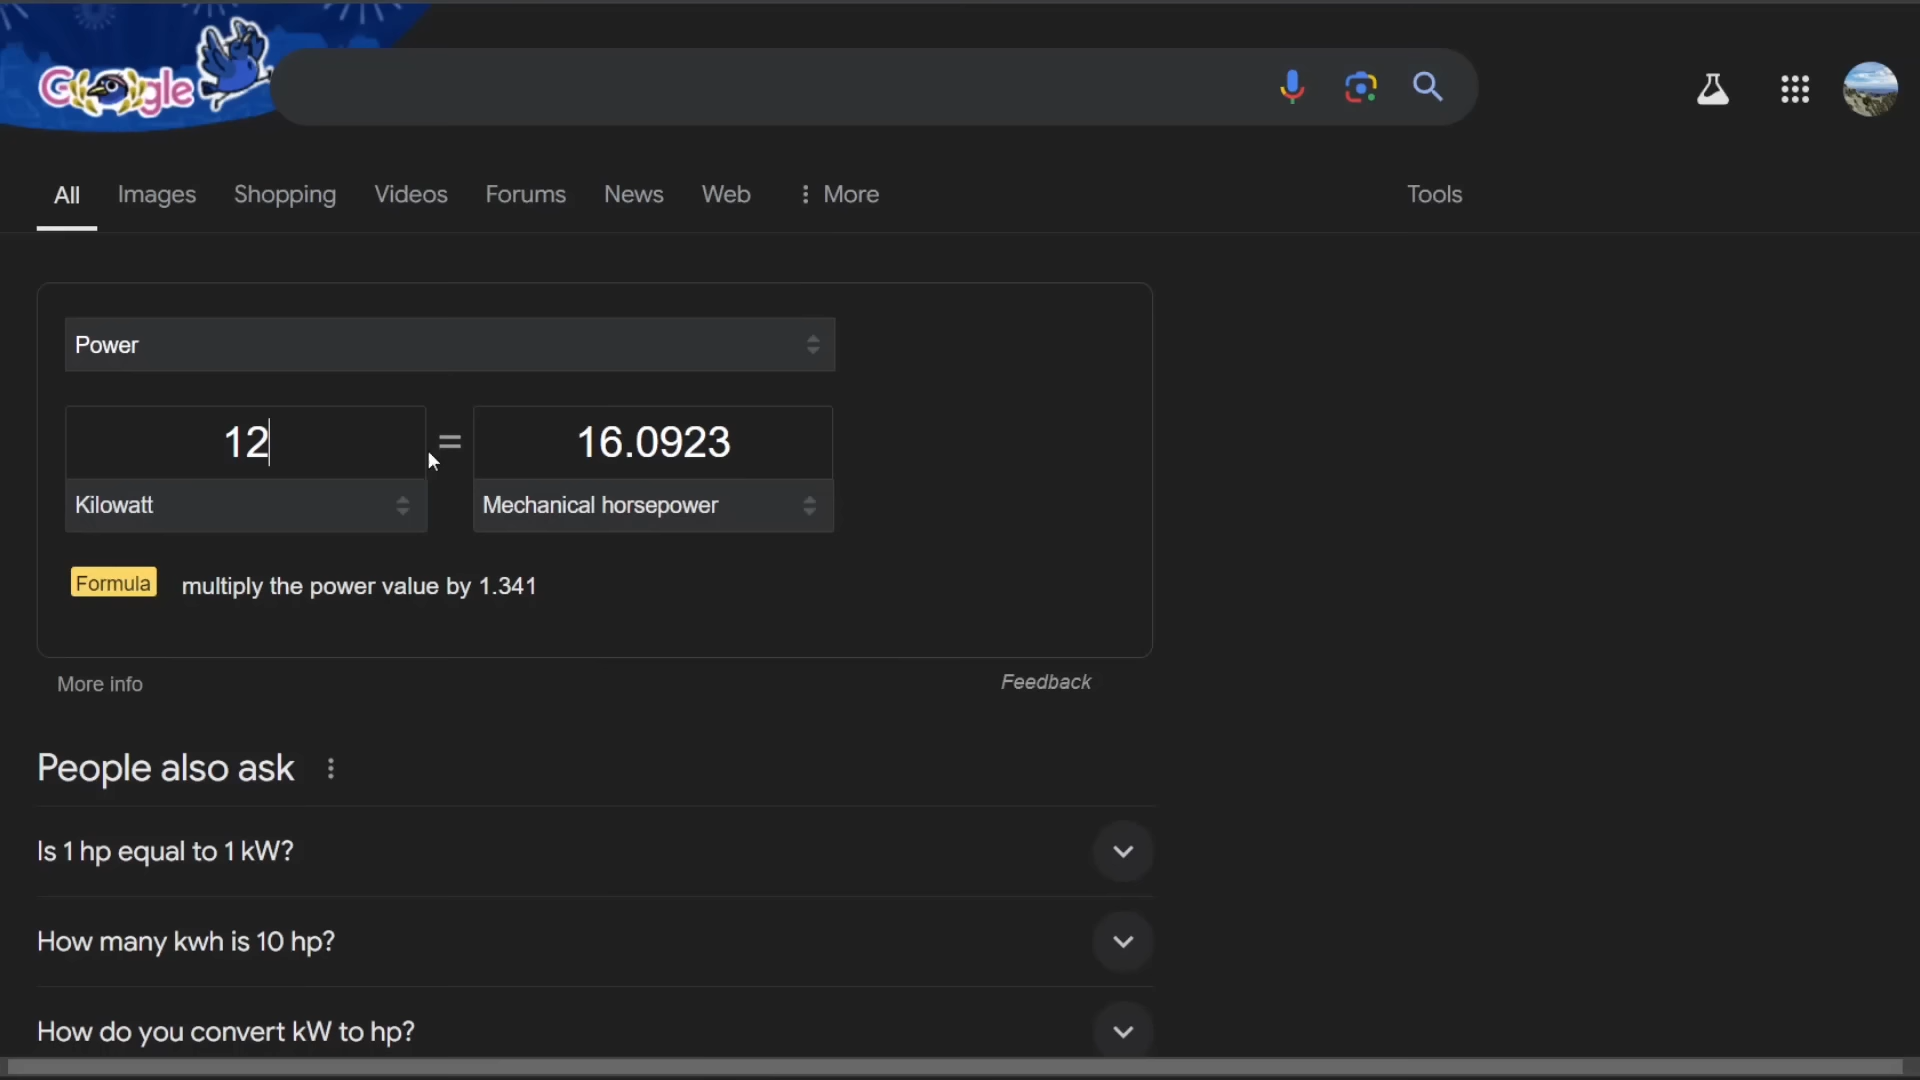 Google
All Images Shopping Videos Forums News Web More Tools
Power
12 = 16.0923
Kilowatt Mechanical horsepower
Formula multiply the power value by 1.341
More info Feedback
People also ask
Is 1 hp equal to 1 kW?
How many kwh is 10 hp?
How do you convert kW to hp?